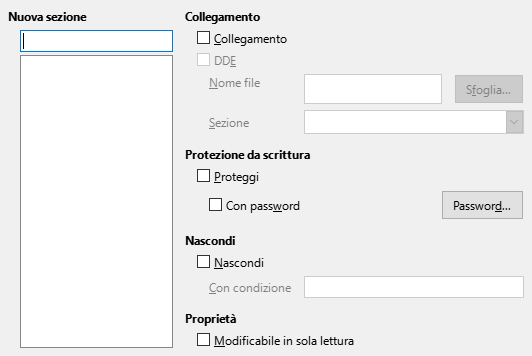 Nuova sezione
Collegamento
Collegamento
DDE
Nome file
Sfoglia...
Sezione
Protezione da scrittura
Proteggi
Con password
Password...
Nascondi
Nascondi
Con condizione
Proprietà
Modificabile in sola lettura